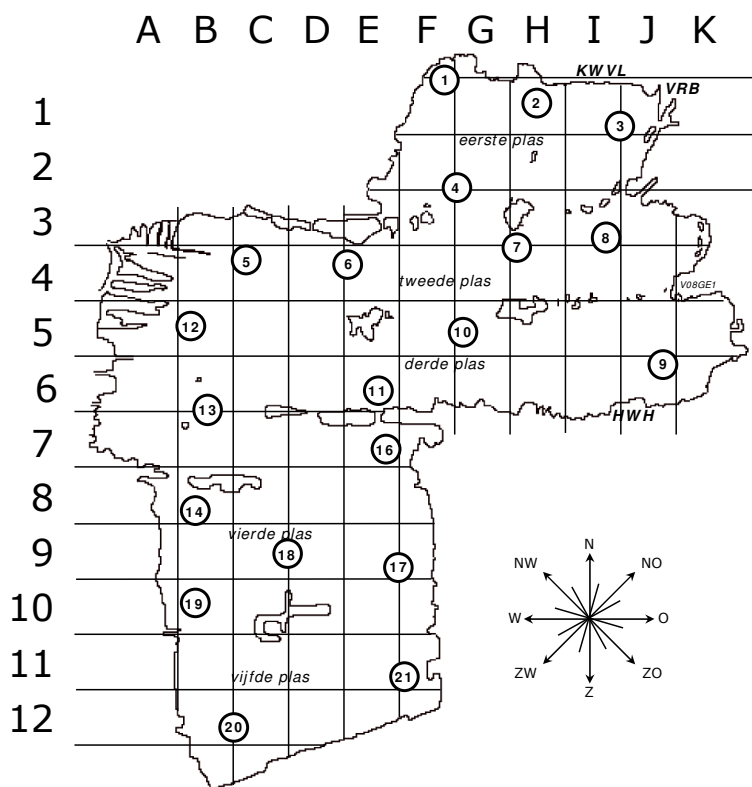 A B C D E F G H I J K
KWVL
1
VRB
2
1
3
eerste plas
2
4
3
8
7
5
6
4
tweede plas
V08GE1
12
10
5
derde plas
9
6
11
13
HWH
7
16
8
14
vierde plas
18
9
17
N
NW NO
19
10
W O
ZW ZO
Z
11
vijfde plas
21
12
20